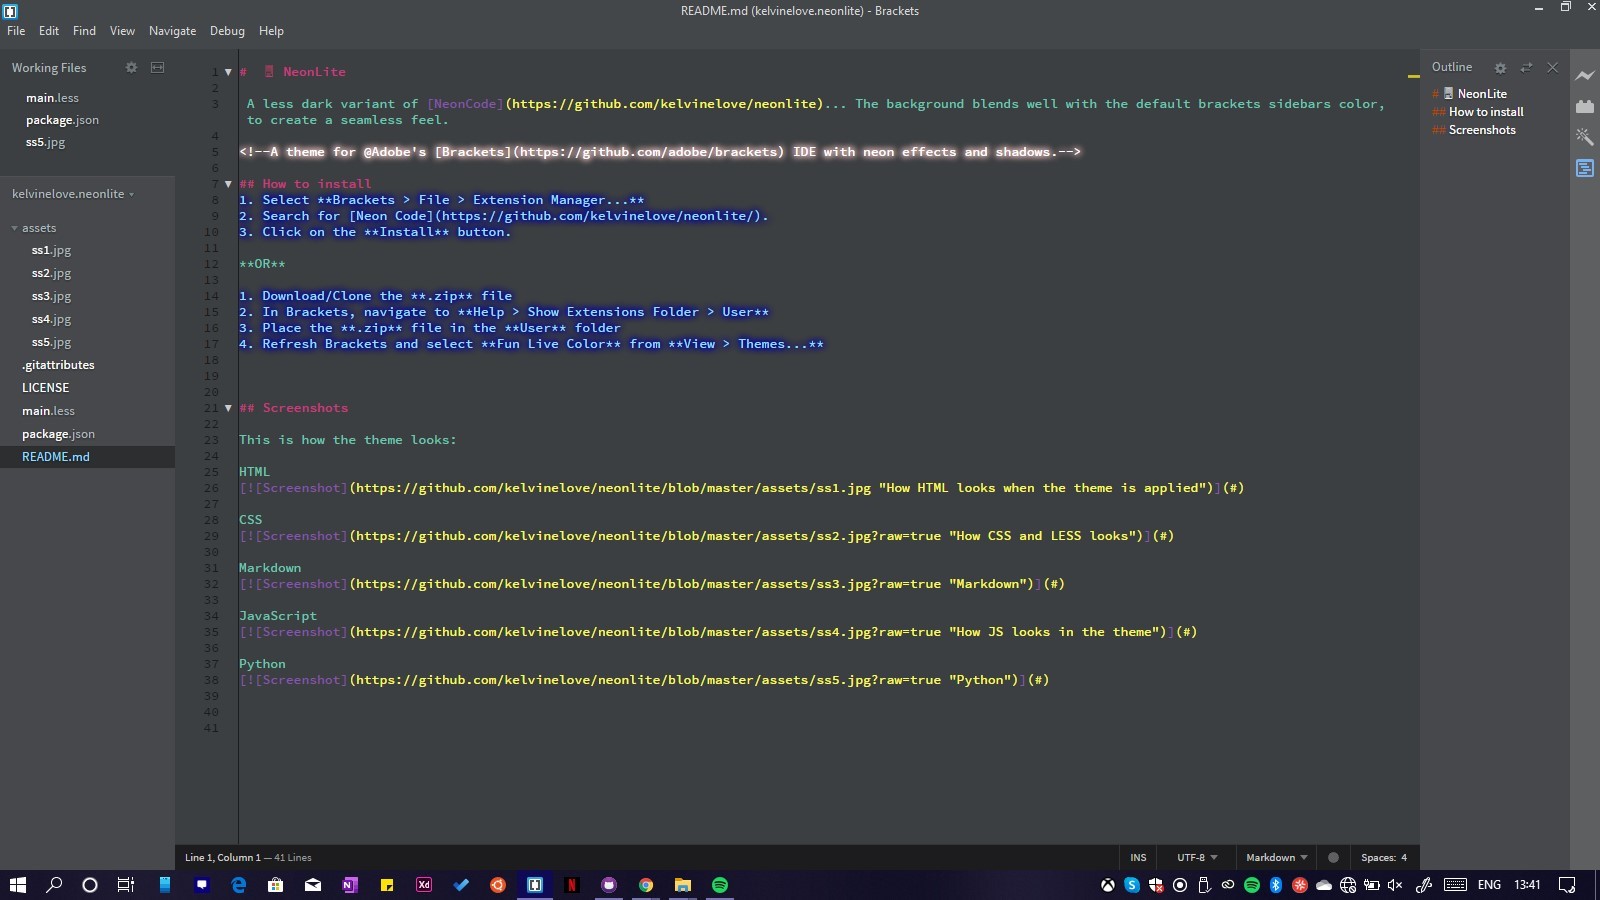 README.md (kelvinelove.neonlite) - Brackets
File Edit Find View Navigate Debug Help
Working Files
main.less
package.json
ss5.jpg
kelvinelove.neonlite
assets
ss1.jpg
ss2.jpg
ss3.jpg
ss4.jpg
ss5.jpg
.gitattributes
LICENSE
main.less
package.json
README.md
1 # NeonLite
2
3 A less dark variant of [NeonCode](https://github.com/kelvinelove/neonlite)... The background blends well with the default brackets sidebars color,
to create a seamless feel.
4
5 <!--A theme for @Adobe's [Brackets](https://github.com/adobe/brackets) IDE with neon effects and shadows.-->
6
7 ## How to install
8 1. Select **Brackets > File > Extension Manager...**
9 2. Search for [Neon Code](https://github.com/kelvinelove/neonlite/).
10 3. Click on the **Install** button.
11
12 **OR**
13
14 1. Download/Clone the **.zip** file
15 2. In Brackets, navigate to **Help > Show Extensions Folder > User**
16 3. Place the **.zip** file in the **User** folder
17 4. Refresh Brackets and select **Fun Live Color** from **View > Themes...**
18
19
20
21 ## Screenshots
22
23 This is how the theme looks:
24
25 HTML
26 [![Screenshot](https://github.com/kelvinelove/neonlite/blob/master/assets/ss1.jpg "How HTML looks when the theme is applied")](#)
27
28 CSS
29 [![Screenshot](https://github.com/kelvinelove/neonlite/blob/master/assets/ss2.jpg?raw=true "How CSS and LESS looks")](#)
30
31 Markdown
32 [![Screenshot](https://github.com/kelvinelove/neonlite/blob/master/assets/ss3.jpg?raw=true "Markdown")](#)
33
34 JavaScript
35 [![Screenshot](https://github.com/kelvinelove/neonlite/blob/master/assets/ss4.jpg?raw=true "How JS looks in the theme")](#)
36
37 Python
38 [![Screenshot](https://github.com/kelvinelove/neonlite/blob/master/assets/ss5.jpg?raw=true "Python")](#)
39
40
41
Outline
# NeonLite
## How to install
## Screenshots
Line 1, Column 1 — 41 Lines
INS UTF-8 Markdown Spaces: 4
Xd
ENG 13:41